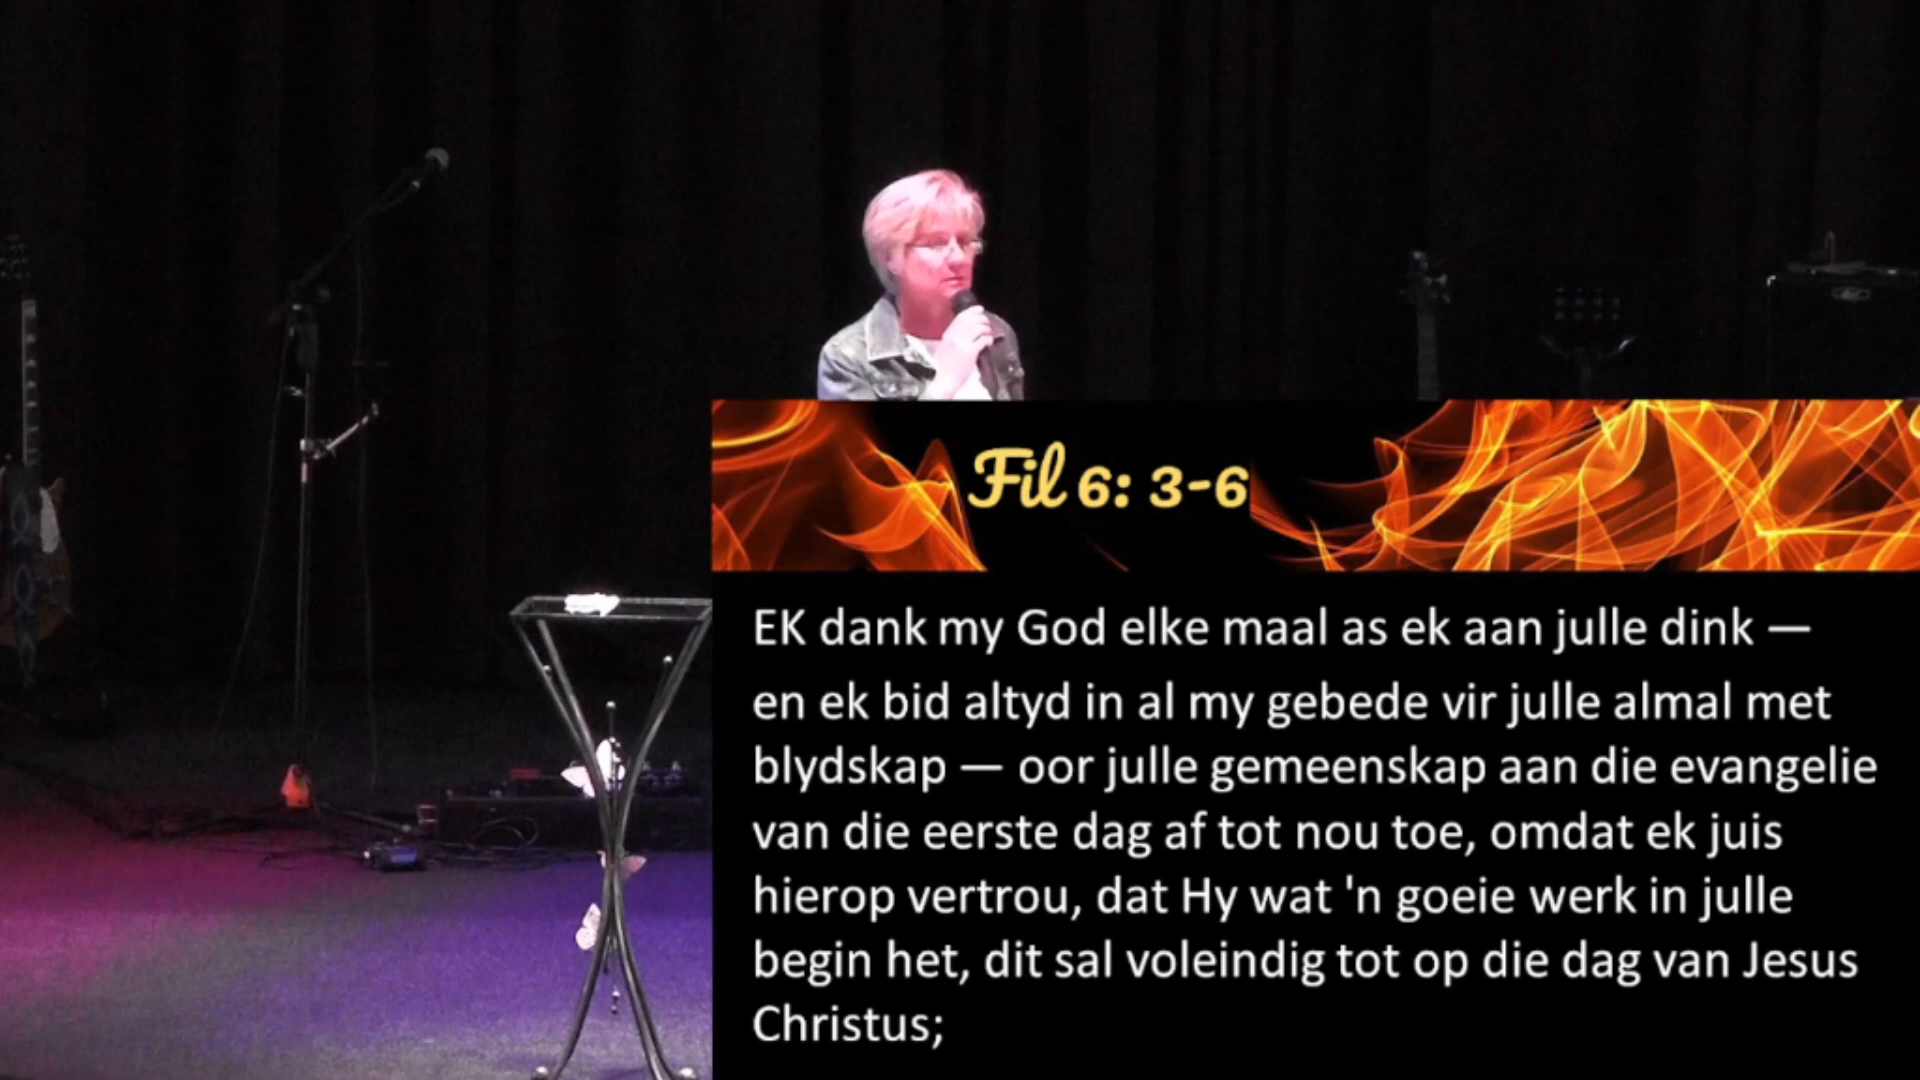 Fil 6: 3-6
EK dank my God elke maal as ek aan julle dink —
en ek bid altyd in al my gebede vir julle almal met
blydskap — oor julle gemeenskap aan die evangelie
van die eerste dag af tot nou toe, omdat ek juis
hierop vertrou, dat Hy wat 'n goeie werk in julle
begin het, dit sal voleindig tot op die dag van Jesus
Christus;